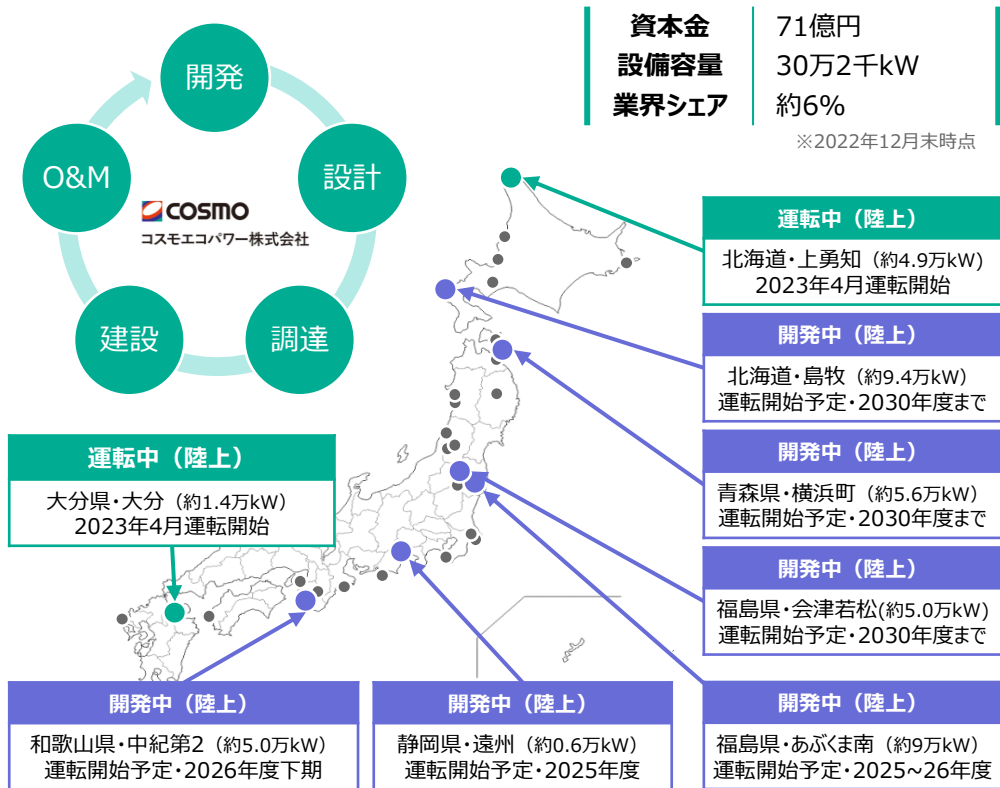 資本金 71億円
設備容量 30万2千kW
業界シェア 約6%
※2022年12月末時点
開発
設計
調達
建設
O&M
COSMO
コスモエコパワー株式会社
運転中（陸上）
北海道・上勇知（約4.9万kW）
2023年4月運転開始
開発中（陸上）
北海道・島牧（約9.4万kW）
運転開始予定・2030年度まで
開発中（陸上）
青森県・横浜町（約5.6万kW）
運転開始予定・2030年度まで
開発中（陸上）
福島県・会津若松(約5.0万kW)
運転開始予定・2030年度まで
開発中（陸上）
福島県・あぶくま南（約9万kW）
運転開始予定・2025~26年度
運転中（陸上）
大分県・大分（約1.4万kW）
2023年4月運転開始
開発中（陸上）
和歌山県・中紀第2（約5.0万kW）
運転開始予定・2026年度下期
開発中（陸上）
静岡県・遠州（約0.6万kW）
運転開始予定・2025年度